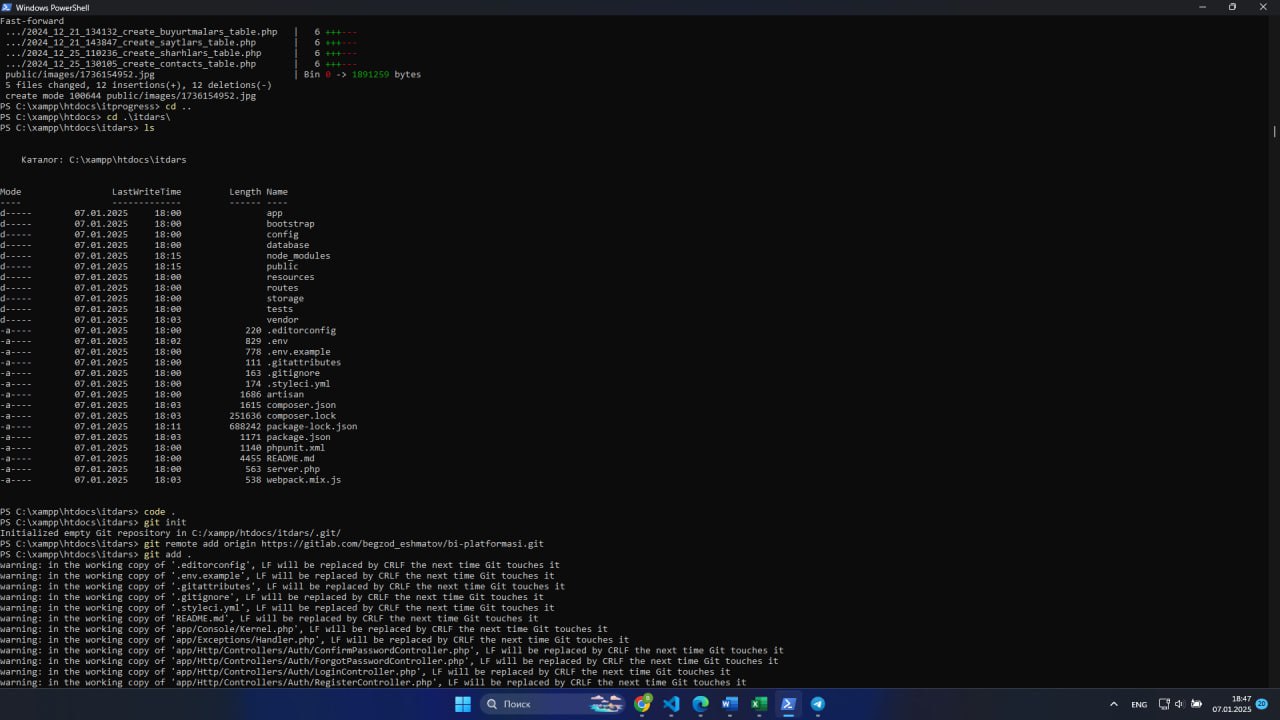 Windows PowerShell
Fast-forward
.../2024_12_21_134132_create_buyurtmalars_table.php | 6 +++---
.../2024_12_21_143847_create_saytlars_table.php | 6 +++---
.../2024_12_25_110236_create_sharhlars_table.php | 6 +++---
.../2024_12_25_130105_create_contacts_table.php | 6 +++---
public/images/1736154952.jpg | Bin 0 -> 1891259 bytes
5 files changed, 12 insertions(+), 12 deletions(-)
create mode 100644 public/images/1736154952.jpg
PS C:\xampp\htdocs\itprogress> cd ..
PS C:\xampp\htdocs> cd .\itdars\
PS C:\xampp\htdocs\itdars> ls
Каталог: C:\xampp\htdocs\itdars
Mode LastWriteTime Length Name
---- ------------- ------ ----
d----- 07.01.2025 18:00 app
d----- 07.01.2025 18:00 bootstrap
d----- 07.01.2025 18:00 config
d----- 07.01.2025 18:00 database
d----- 07.01.2025 18:15 node_modules
d----- 07.01.2025 18:15 public
d----- 07.01.2025 18:00 resources
d----- 07.01.2025 18:00 routes
d----- 07.01.2025 18:00 storage
d----- 07.01.2025 18:00 tests
d----- 07.01.2025 18:03 vendor
-a---- 07.01.2025 18:00 220 .editorconfig
-a---- 07.01.2025 18:02 829 .env
-a---- 07.01.2025 18:00 778 .env.example
-a---- 07.01.2025 18:00 111 .gitattributes
-a---- 07.01.2025 18:00 163 .gitignore
-a---- 07.01.2025 18:00 174 .styleci.yml
-a---- 07.01.2025 18:00 1686 artisan
-a---- 07.01.2025 18:03 1615 composer.json
-a---- 07.01.2025 18:03 251636 composer.lock
-a---- 07.01.2025 18:11 688242 package-lock.json
-a---- 07.01.2025 18:03 1171 package.json
-a---- 07.01.2025 18:00 1140 phpunit.xml
-a---- 07.01.2025 18:00 4455 README.md
-a---- 07.01.2025 18:00 563 server.php
-a---- 07.01.2025 18:03 538 webpack.mix.js
PS C:\xampp\htdocs\itdars> code .
PS C:\xampp\htdocs\itdars> git init
Initialized empty Git repository in C:/xampp/htdocs/itdars/.git/
PS C:\xampp\htdocs\itdars> git remote add origin https://gitlab.com/begzod_eshmatov/bi-platformasi.git
PS C:\xampp\htdocs\itdars> git add .
warning: in the working copy of '.editorconfig', LF will be replaced by CRLF the next time Git touches it
warning: in the working copy of '.env.example', LF will be replaced by CRLF the next time Git touches it
warning: in the working copy of '.gitattributes', LF will be replaced by CRLF the next time Git touches it
warning: in the working copy of '.gitignore', LF will be replaced by CRLF the next time Git touches it
warning: in the working copy of '.styleci.yml', LF will be replaced by CRLF the next time Git touches it
warning: in the working copy of 'README.md', LF will be replaced by CRLF the next time Git touches it
warning: in the working copy of 'app/Console/Kernel.php', LF will be replaced by CRLF the next time Git touches it
warning: in the working copy of 'app/Exceptions/Handler.php', LF will be replaced by CRLF the next time Git touches it
warning: in the working copy of 'app/Http/Controllers/Auth/ConfirmPasswordController.php', LF will be replaced by CRLF the next time Git touches it
warning: in the working copy of 'app/Http/Controllers/Auth/ForgotPasswordController.php', LF will be replaced by CRLF the next time Git touches it
warning: in the working copy of 'app/Http/Controllers/Auth/LoginController.php', LF will be replaced by CRLF the next time Git touches it
warning: in the working copy of 'app/Http/Controllers/Auth/RegisterController.php', LF will be replaced by CRLF the next time Git touches it
Поиск
ENG
18:47
07.01.2025
20